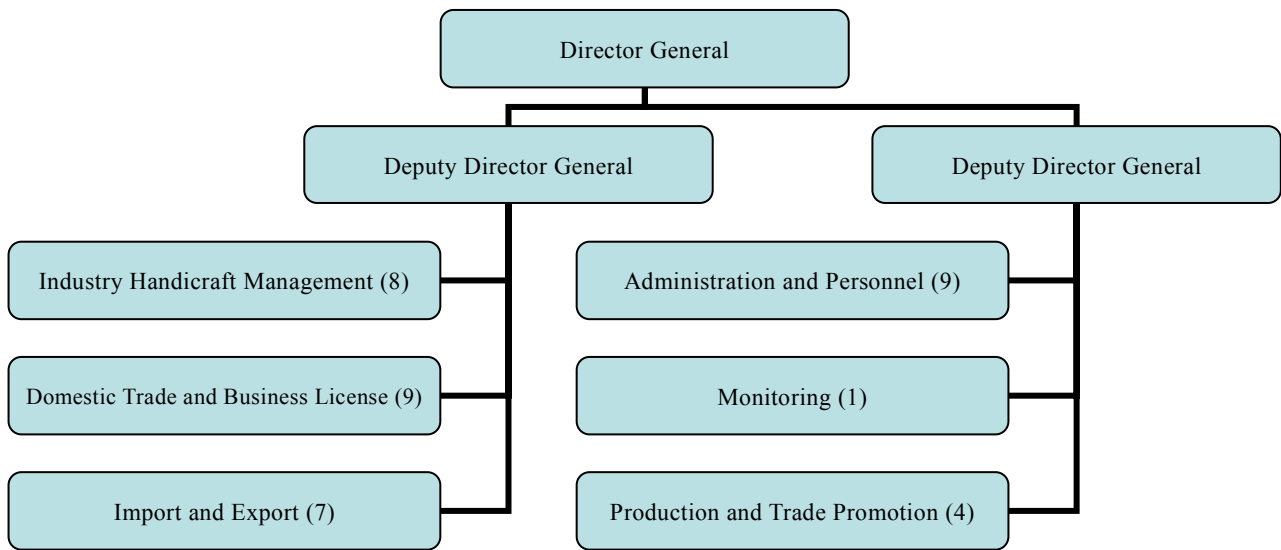 Director General
Deputy Director General
Deputy Director General
Industry Handicraft Management (8)
Administration and Personnel (9)
Domestic Trade and Business License (9)
Monitoring (1)
Import and Export (7)
Production and Trade Promotion (4)